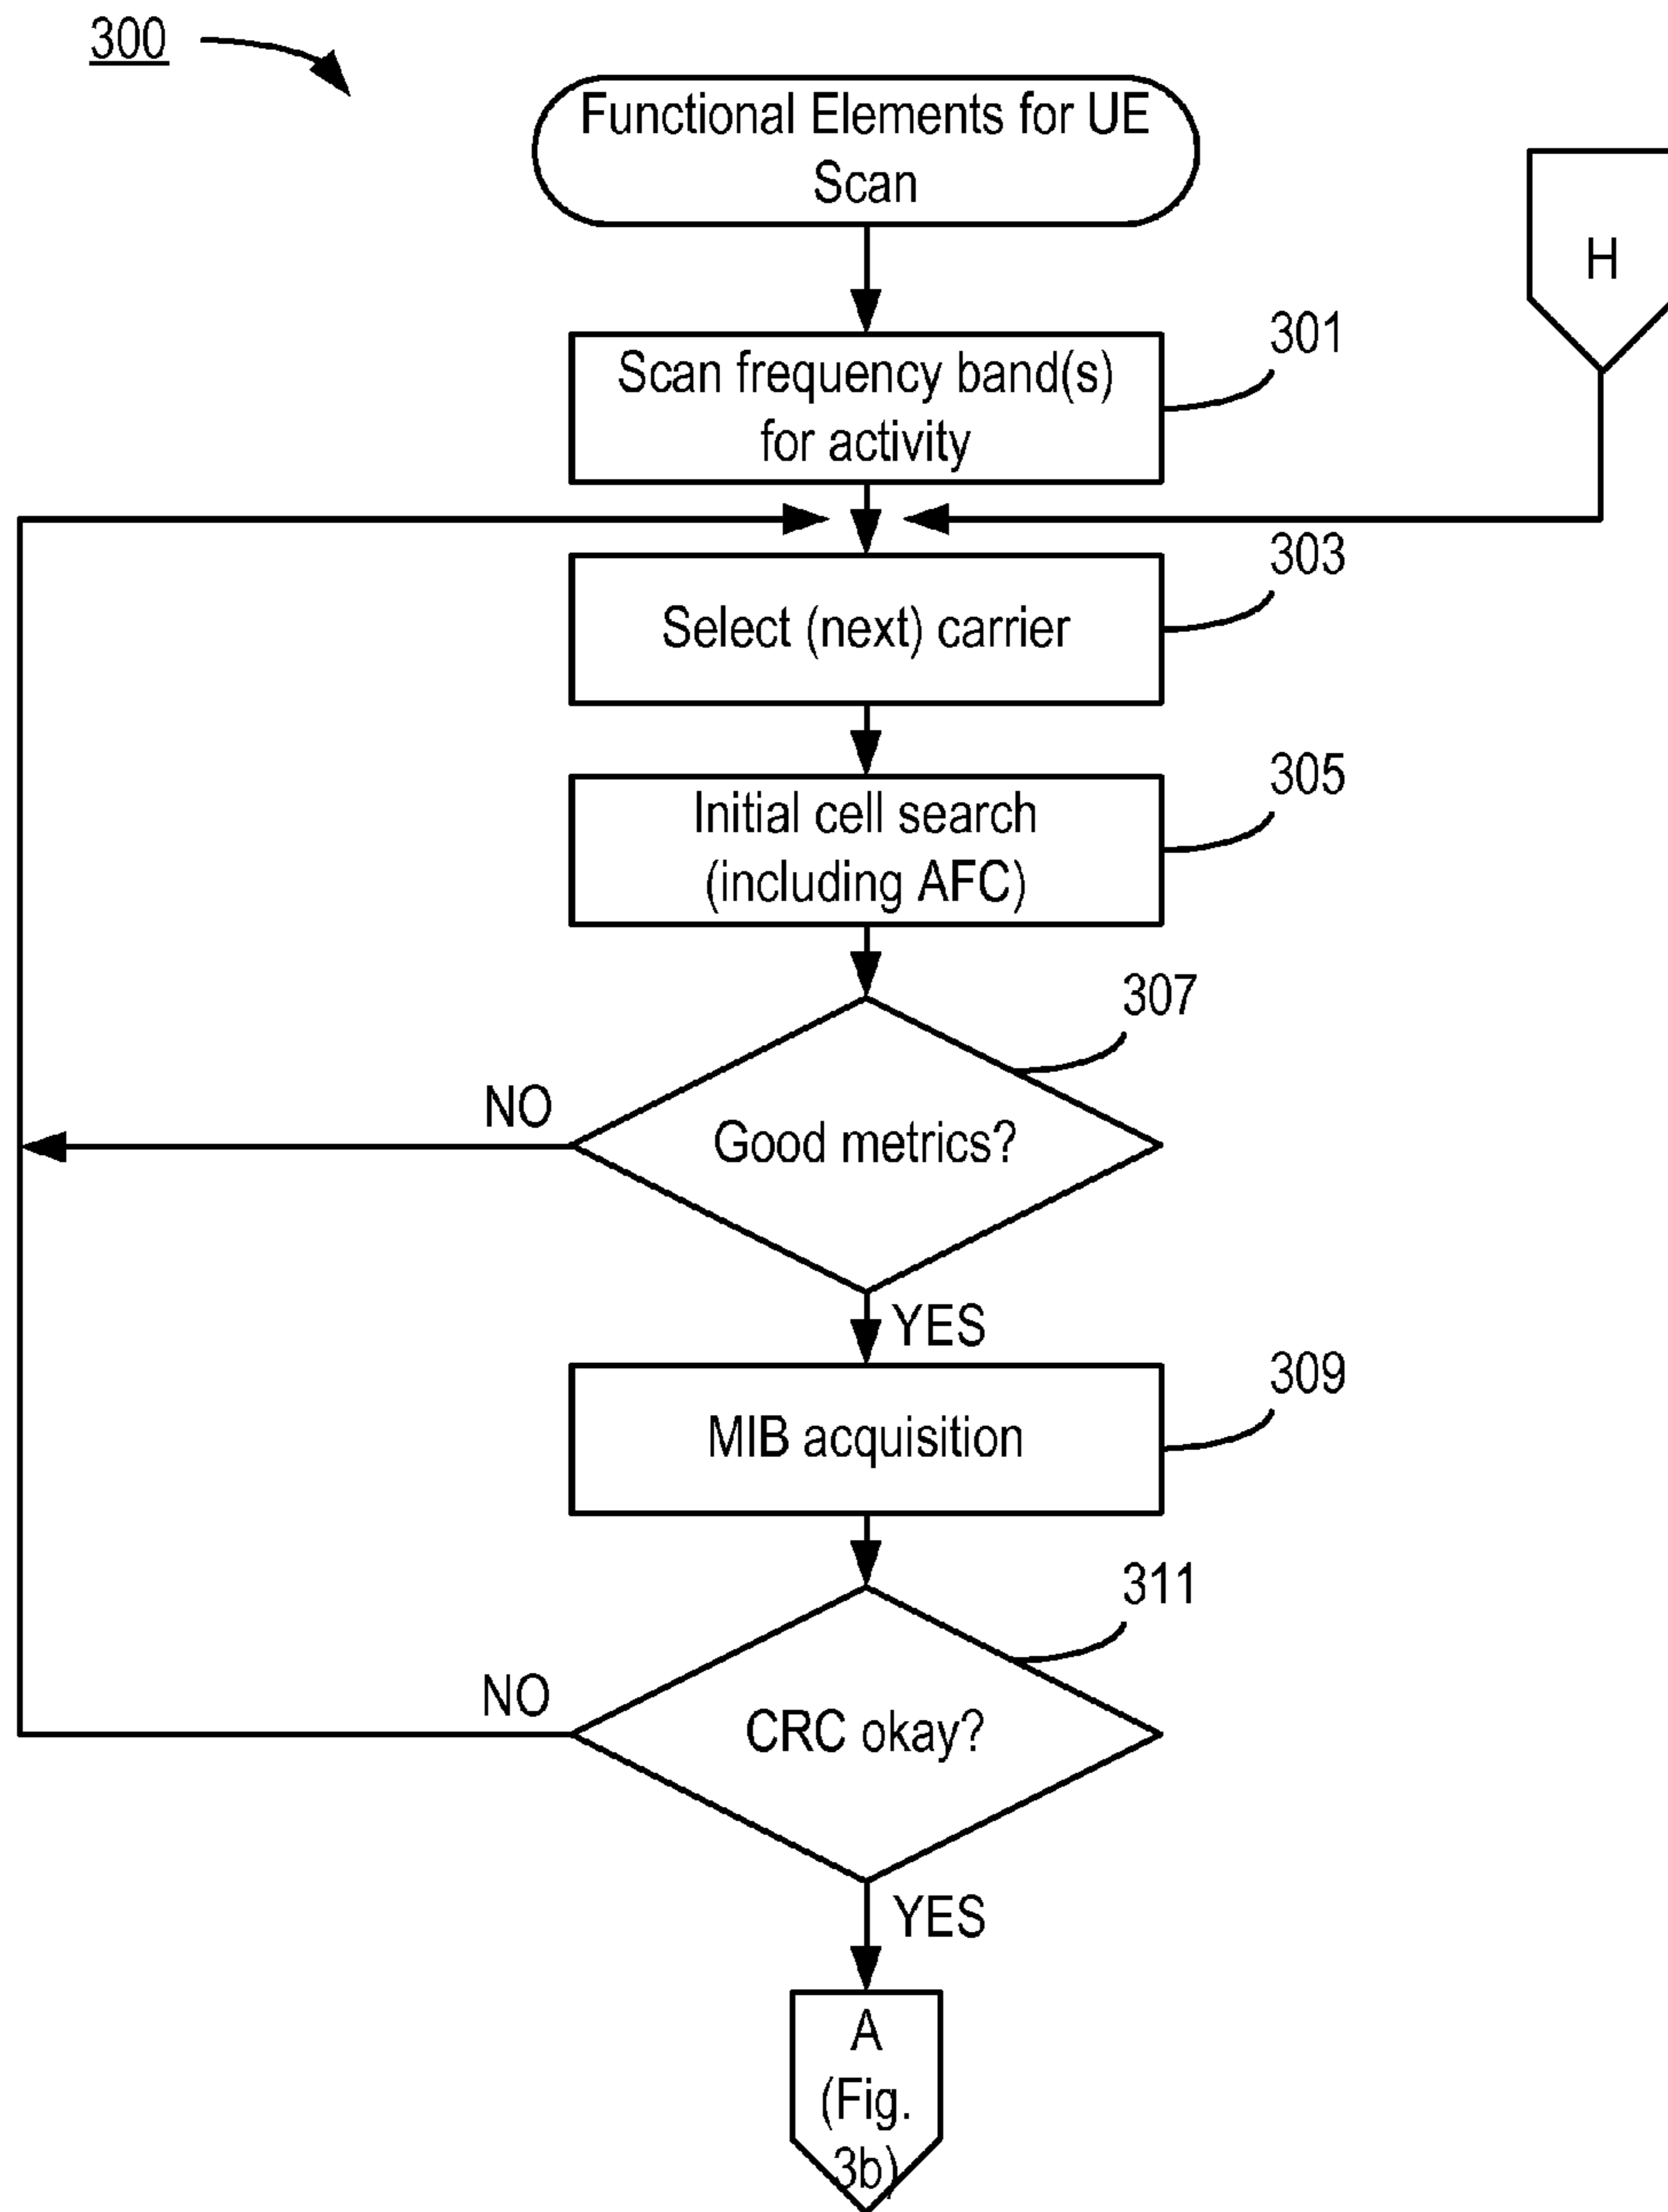 300
Functional Elements for UE
Scan
H
301
Scan frequency band(s)
for activity
303
Select (next) carrier
305
Initial cell search
(including AFC)
307
NO
Good metrics?
YES
309
MIB acquisition
311
NO
CRC okay?
YES
A
(Fig.
3b)